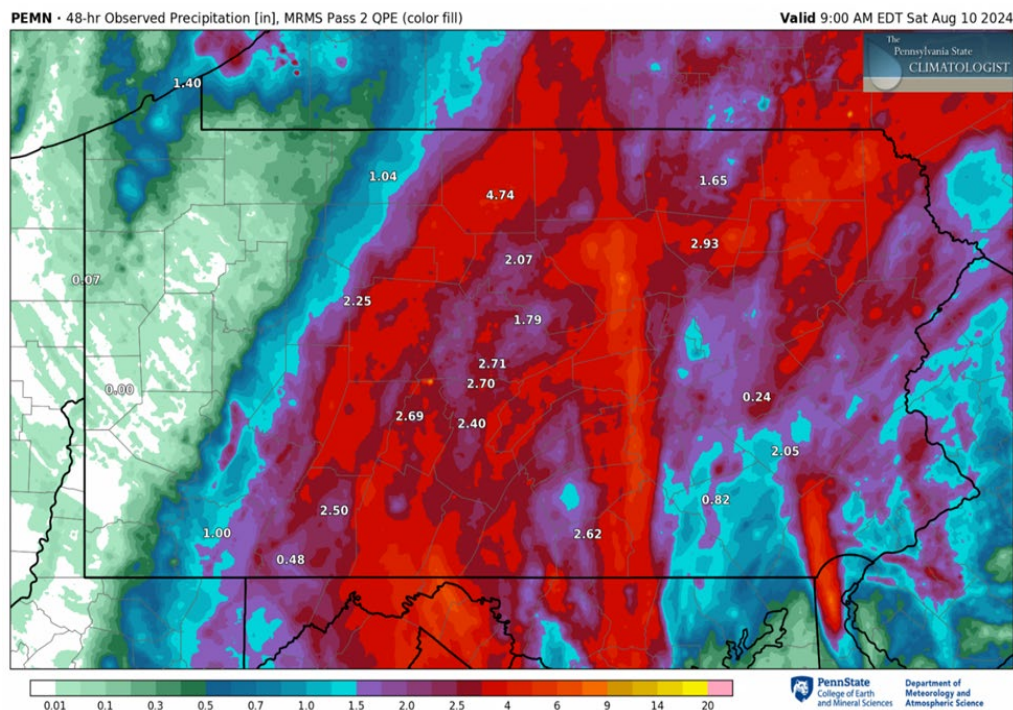 PEMN · 48-hr Observed Precipitation [in], MRMS Pass 2 QPE (color fill)
Valid 9:00 AM EDT Sat Aug 10 2024
The
Pennsylvania State
CLIMATOLOGIST
1.40
1.04
1.65
4.74
2.93
2.07
0.07
2.25
1.79
2.71
2.70
0.00
0.24
2.69
2.40
2.05
0.82
2.50
1.00
2.62
0.48
0.01 0.1 0.3 0.5 0.7 1.0 1.5 2.0 2.5 4 6 9 14 20
PennState
College of Earth
and Mineral Sciences
Department of
Meteorology and
Atmospheric Science